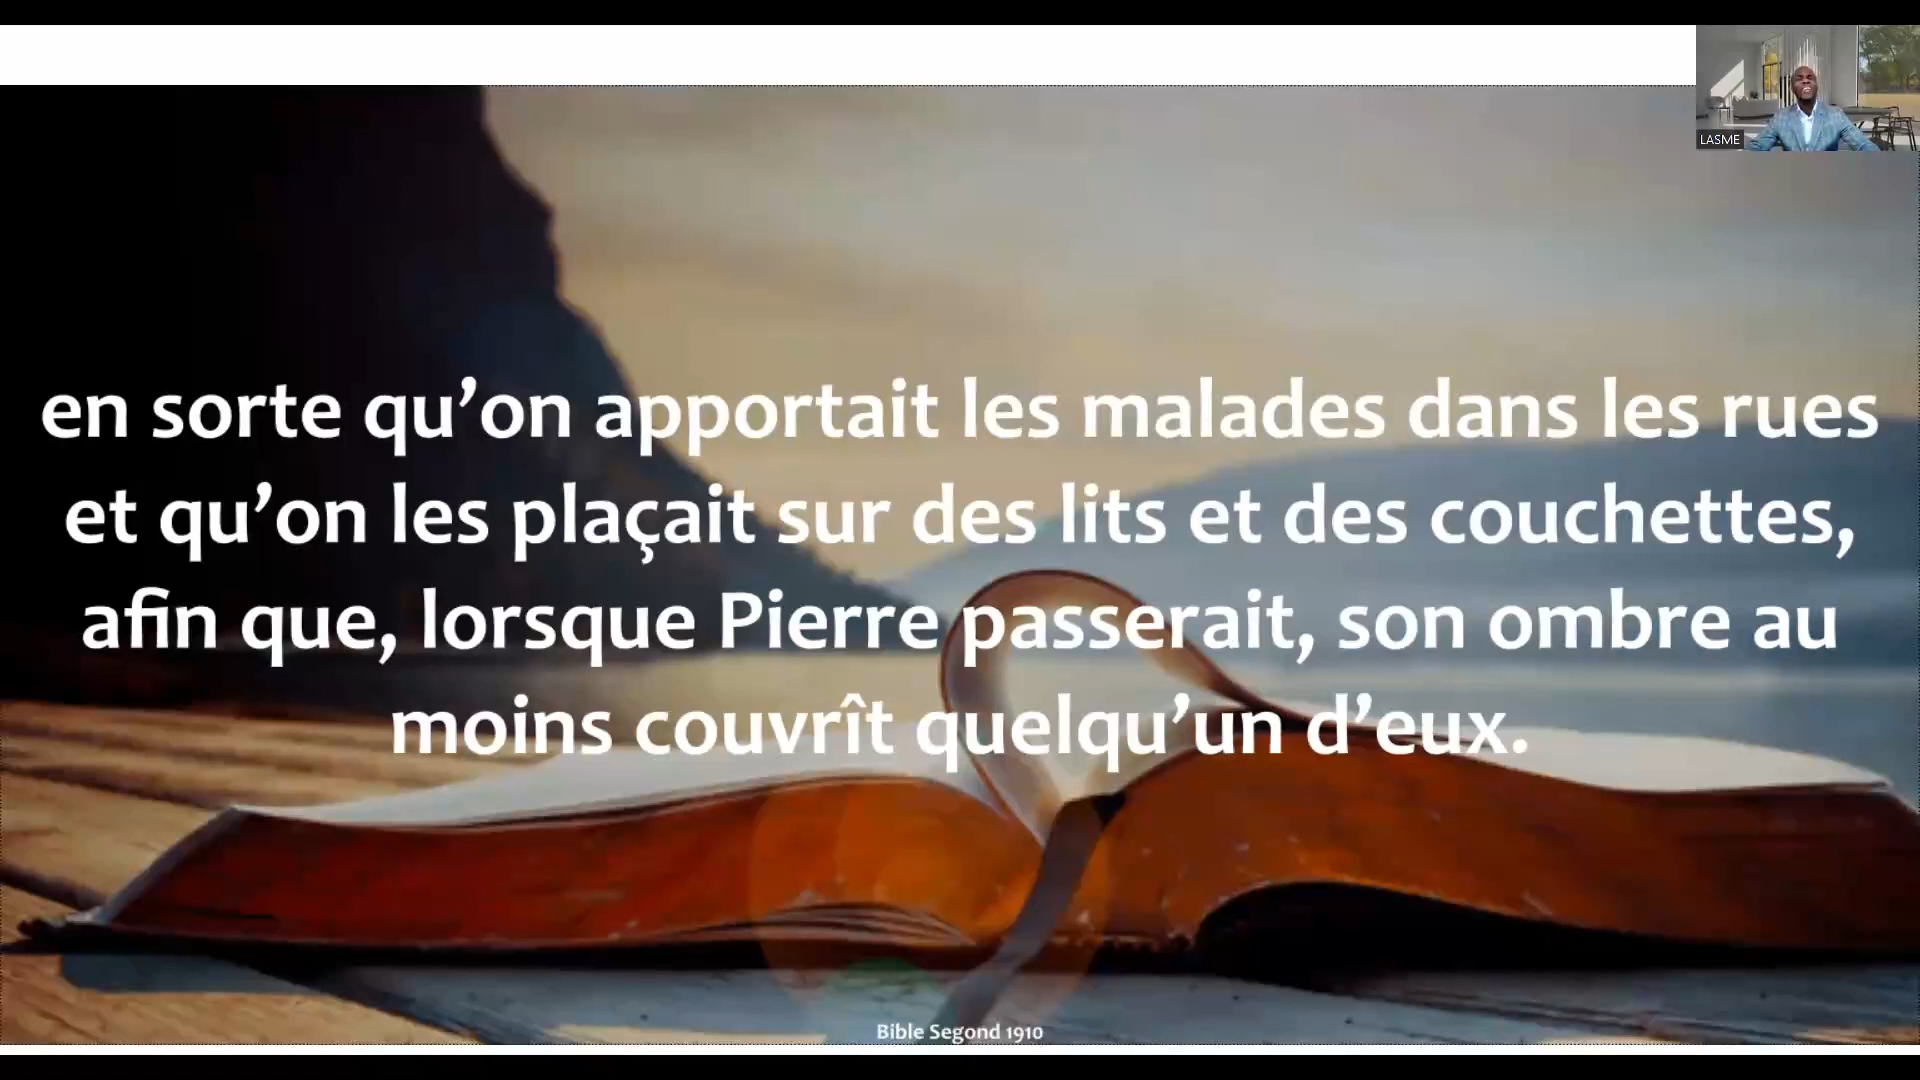 LASME
en sorte qu’on apportait les malades dans les rues
et qu’on les plaçait sur des lits et des couchettes,
afin que, lorsque Pierre passerait, son ombre au
moins couvrît quelqu’un d’eux.
Bible Segond 1910